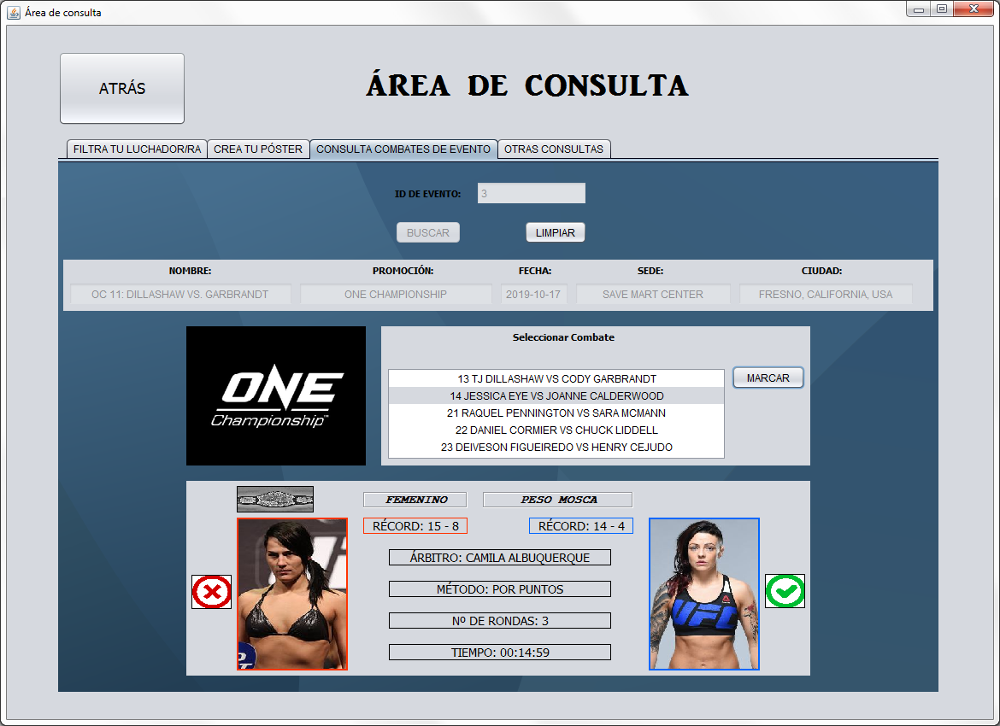 Área de consulta
ATRÁS
ÁREA DE CONSULTA
FILTRA TU LUCHADOR/RA
CREA TU PÓSTER
CONSULTA COMBATES DE EVENTO
OTRAS CONSULTAS
ID DE EVENTO:
3
BUSCAR
LIMPIAR
NOMBRE:
PROMOCIÓN:
FECHA:
SEDE:
CIUDAD:
OC 11: DILLASHAW VS. GARBRANDT
ONE CHAMPIONSHIP
2019-10-17
SAVE MART CENTER
FRESNO, CALIFORNIA, USA
ONE
Championship
Seleccionar Combate
13 TJ DILLASHAW VS CODY GARBRANDT
14 JESSICA EYE VS JOANNE CALDERWOOD
21 RAQUEL PENNINGTON VS SARA MCMANN
22 DANIEL CORMIER VS CHUCK LIDDELL
23 DEIVESON FIGUEIREDO VS HENRY CEJUDO
MARCAR
FEMENINO
PESO MOSCA
RÉCORD: 15 - 8
RÉCORD: 14 - 4
ÁRBITRO: CAMILA ALBUQUERQUE
MÉTODO: POR PUNTOS
Nº DE RONDAS: 3
TIEMPO: 00:14:59
UFC